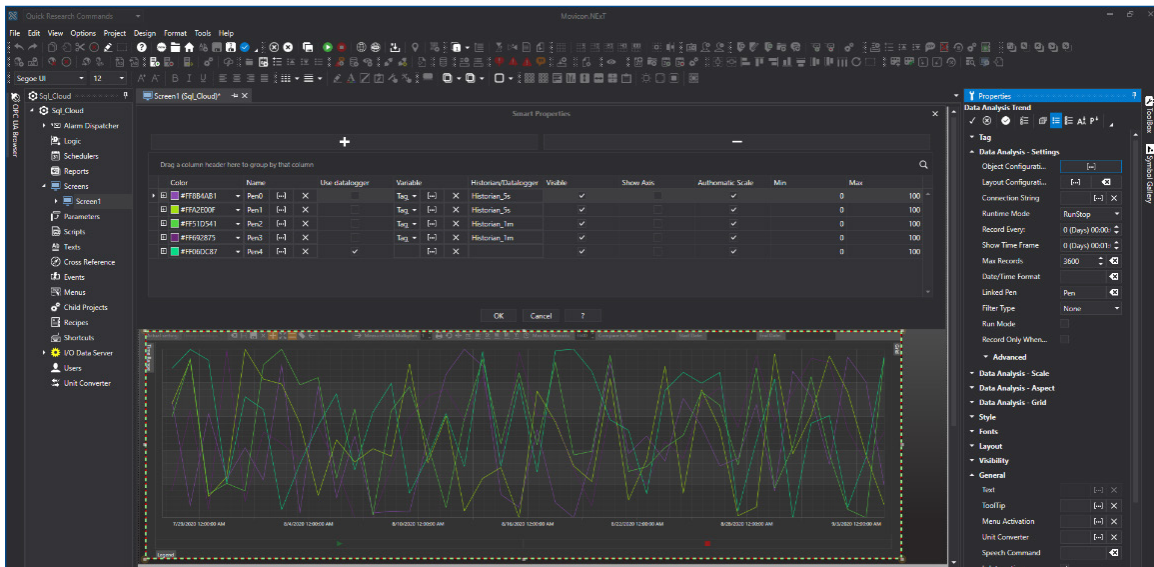 Quick Research Commands
Movicon.NExT
File Edit View Options Project Design Format Tools Help
Segoe UI 12
Sql_Cloud
Screen1 (Sql_Cloud)*
Properties
OPC UA Browser
ToolBox
Symbol Gallery
Sql_Cloud
Alarm Dispatcher
Logic
Schedulers
Reports
Screens
Screen1
Parameters
Scripts
Texts
Cross Reference
Events
Menus
Child Projects
Recipes
Shortcuts
I/O Data Server
Users
Unit Converter
Smart Properties
Drag a column header here to group by that column
Color Name Use datalogger Variable Historian/Datalogger Visible Show Axis Authomatic Scale Min Max
#FF8B4AB1 Pen0 Tag Historian_5s 0 100
#FFA2E00F Pen1 Tag Historian_5s 0 100
#FF51D541 Pen2 Tag Historian_1m 0 100
#FF692875 Pen3 Tag Historian_1m 0 100
#FF06DC87 Pen4 0 100
OK Cancel ?
7/29/2020 12:00:00 AM 8/4/2020 12:00:00 AM 8/10/2020 12:00:00 AM 8/16/2020 12:00:00 AM 8/22/2020 12:00:00 AM 8/28/2020 12:00:00 AM 9/3/2020 12:00:00 AM
Legend
Data Analysis Trend
Tag
Data Analysis - Settings
Object Configurati...
Layout Configurati...
Connection String
Runtime Mode RunStop
Record Every: 0 (Days) 00:00:
Show Time Frame 0 (Days) 00:01:
Max Records 3600
Date/Time Format
Linked Pen Pen
Filter Type None
Run Mode
Record Only When...
Advanced
Data Analysis - Scale
Data Analysis - Aspect
Data Analysis - Grid
Style
Fonts
Layout
Visibility
General
Text
ToolTip
Menu Activation
Unit Converter
Speech Command